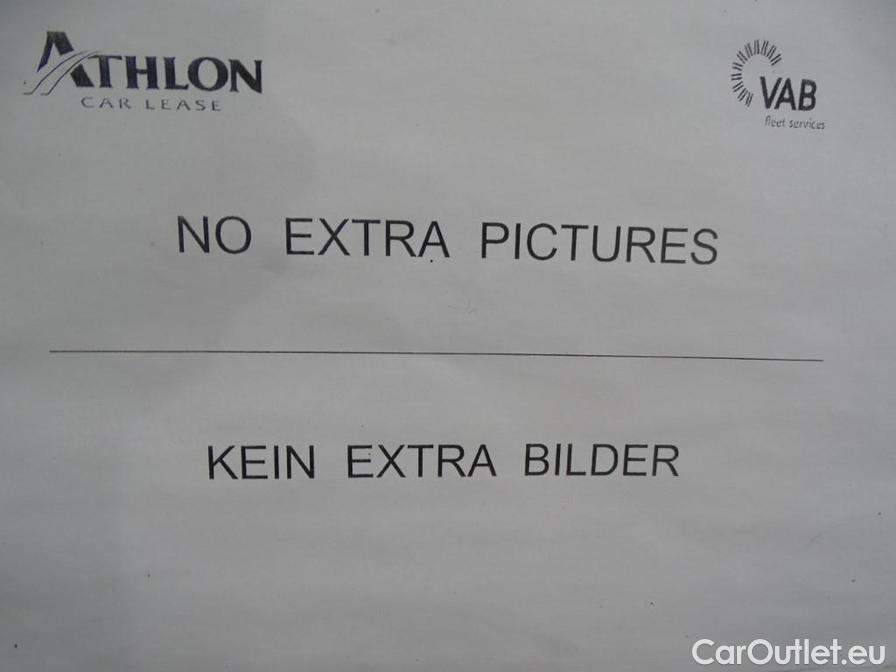 ATHLON
CAR LEASE
VAB
fleet services
NO EXTRA PICTURES
KEIN EXTRA BILDER
CarOutlet.eu